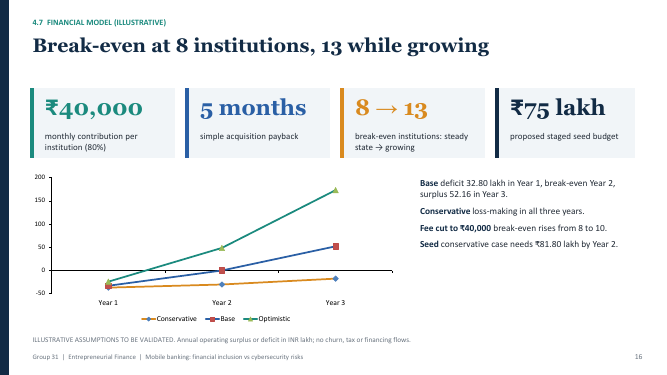 4.7 FINANCIAL MODEL (ILLUSTRATIVE)
Break-even at 8 institutions, 13 while growing
₹40,000
monthly contribution per
institution (80%)
5 months
simple acquisition payback
8 → 13
break-even institutions: steady
state → growing
₹75 lakh
proposed staged seed budget
200
150
100
50
0
-50
Year 1
Year 2
Year 3
Conservative
Base
Optimistic
Base deficit 32.80 lakh in Year 1, break-even Year 2,
surplus 52.16 in Year 3.
Conservative loss-making in all three years.
Fee cut to ₹40,000 break-even rises from 8 to 10.
Seed conservative case needs ₹81.80 lakh by Year 2.
ILLUSTRATIVE ASSUMPTIONS TO BE VALIDATED. Annual operating surplus or deficit in INR lakh; no churn, tax or financing flows.
Group 31 | Entrepreneurial Finance | Mobile banking: financial inclusion vs cybersecurity risks
16